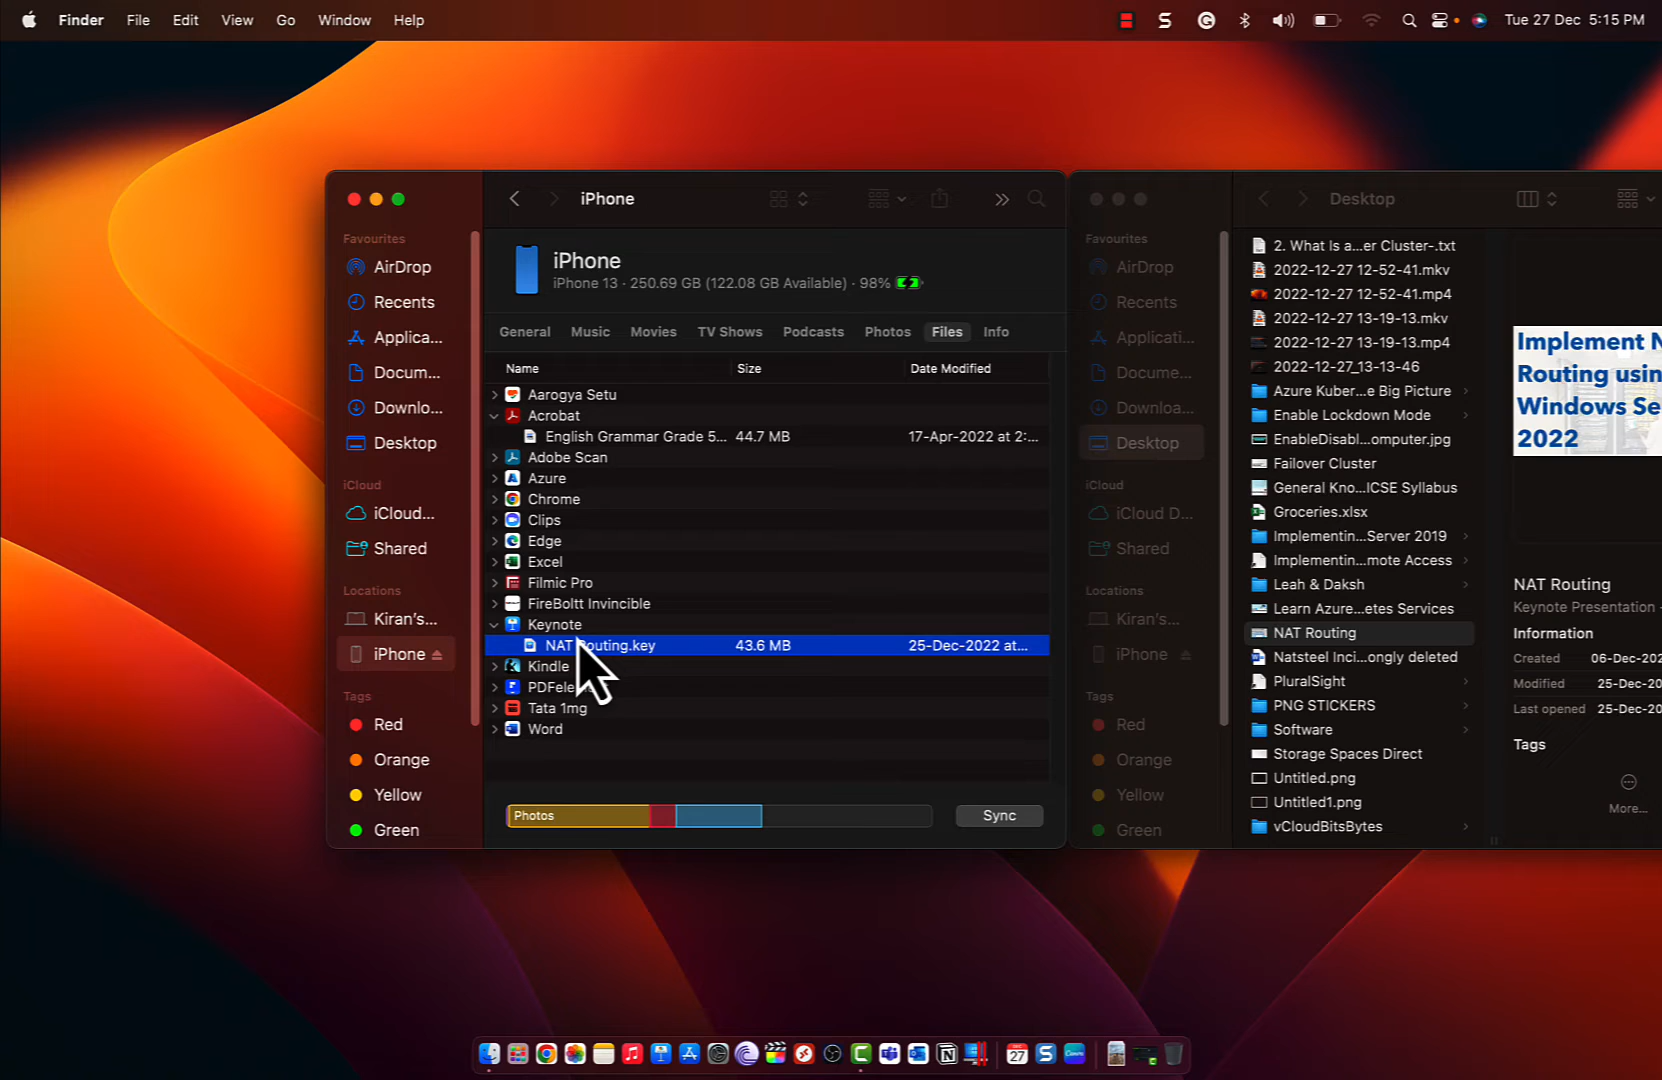 Finder File Edit View Go Window Help Tue 27 Dec 5:15 PM
Favourites
AirDrop
Recents
Applica...
Docum...
Downlo...
Desktop
iCloud
iCloud...
Shared
Locations
Kiran's...
iPhone
Tags
Red
Orange
Yellow
Green
iPhone
iPhone
iPhone 13 · 250.69 GB (122.08 GB Available) · 98%
General Music Movies TV Shows Podcasts Photos Files Info
Name Size Date Modified
Aarogya Setu
Acrobat
English Grammar Grade 5... 44.7 MB 17-Apr-2022 at 2:...
Adobe Scan
Azure
Chrome
Clips
Edge
Excel
Filmic Pro
FireBoltt Invincible
Keynote
NAT outing.key 43.6 MB 25-Dec-2022 at...
Kindle
PDFele
Tata 1mg
Word
Photos
Sync
Favourites
AirDrop
Recents
Applicati...
Docume...
Downloa...
Desktop
iCloud
iCloud D...
Shared
Locations
Kiran's...
iPhone
Tags
Red
Orange
Yellow
Green
Desktop
2. What Is a...er Cluster-.txt
2022-12-27 12-52-41.mkv
2022-12-27 12-52-41.mp4
2022-12-27 13-19-13.mkv
2022-12-27 13-19-13.mp4
2022-12-27_13-13-46
Azure Kuber...e Big Picture
Enable Lockdown Mode
EnableDisabl...omputer.jpg
Failover Cluster
General Kno...ICSE Syllabus
Groceries.xlsx
Implementin...Server 2019
Implementin...mote Access
Leah & Daksh
Learn Azure...etes Services
NAT Routing
Natsteel Inci...ongly deleted
PluralSight
PNG STICKERS
Software
Storage Spaces Direct
Untitled.png
Untitled1.png
vCloudBitsBytes
Implement N
Routing usin
Windows Se
2022
NAT Routing
Keynote Presentation -
Information
Created 06-Dec-202
Modified 25-Dec-20
Last opened 25-Dec-20
Tags
More...
27